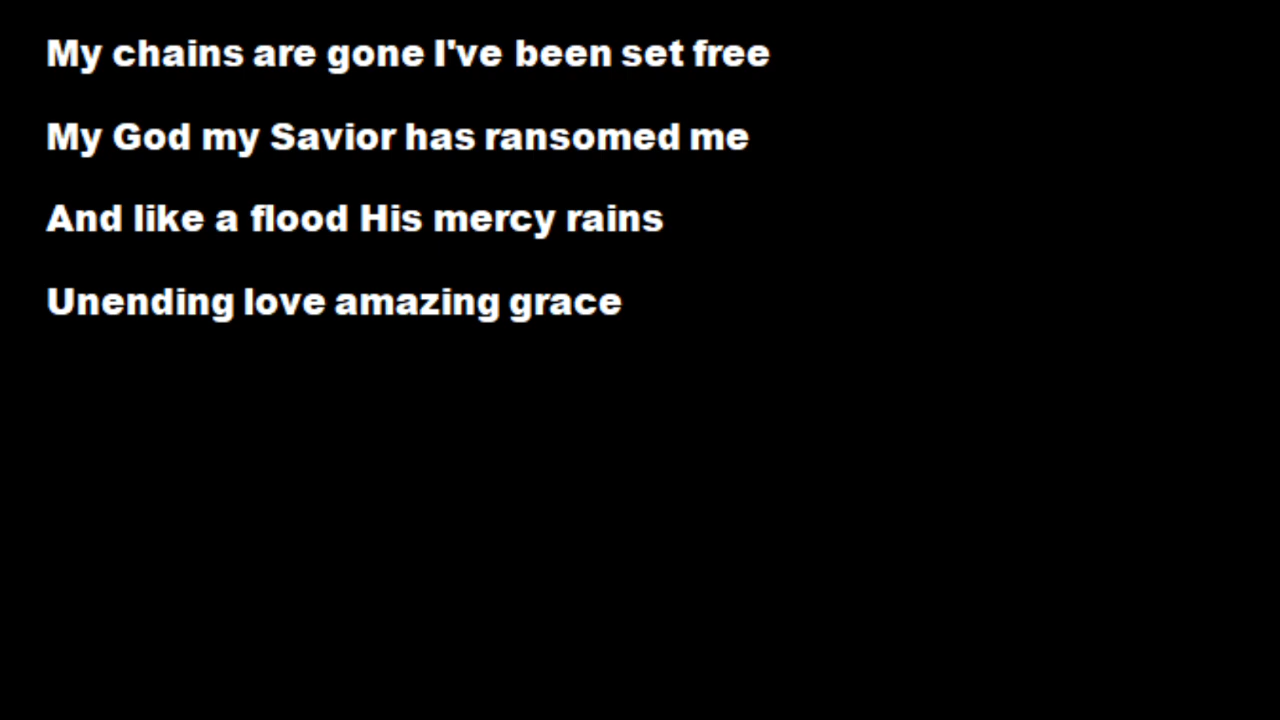 My chains are gone I've been set free
My God my Savior has ransomed me
And like a flood His mercy rains
Unending love amazing grace